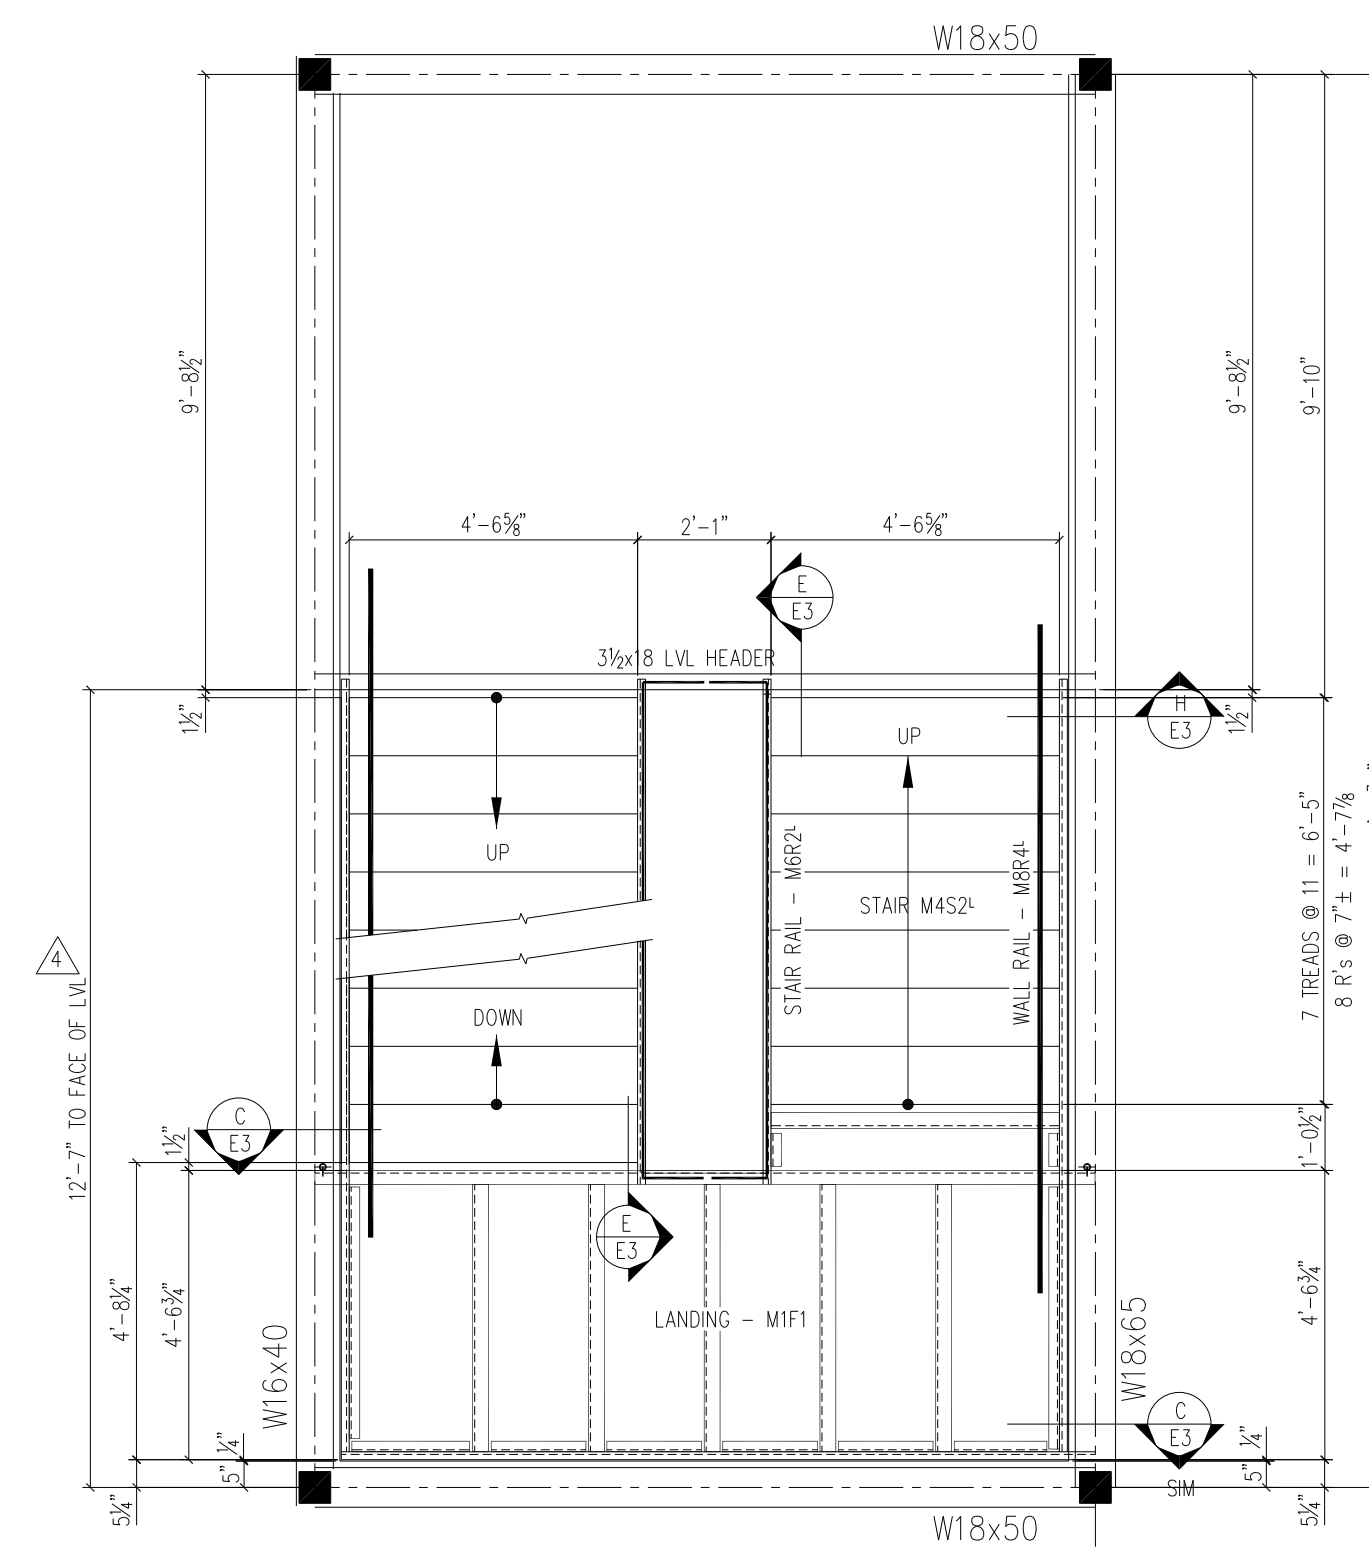 W18x50
9'-8½"
9'-8½"
9'-10"
4'-6⅝"
2'-1"
4'-6⅝"
E
E3
3½x18 LVL HEADER
1½"
H
E3
1½"
UP
UP
7 TREADS @ 11 = 6'-5"
8 R's @ 7"± = 4'-7⅞
STAIR RAIL - M6R2L
WALL RAIL - M8R4L
STAIR M4S2L
4
12'-7" TO FACE OF LVL
DOWN
C
E3
1½"
1'-0½"
E
E3
4'-8¼"
4'-6¾"
4'-6¾"
LANDING - M1F1
W16x40
W18x65
C
E3
SIM
¼"
5"
5¼"
¼"
5"
5¼"
W18x50